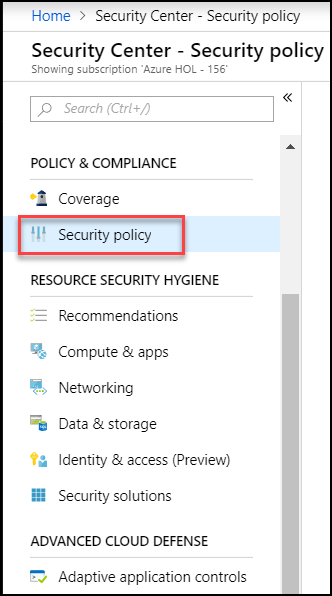 Home > Security Center - Security policy
Security Center - Security policy
Showing subscription 'Azure HOL - 156'
Search (Ctrl+/)
POLICY & COMPLIANCE
Coverage
Security policy
RESOURCE SECURITY HYGIENE
Recommendations
Compute & apps
Networking
Data & storage
Identity & access (Preview)
Security solutions
ADVANCED CLOUD DEFENSE
Adaptive application controls